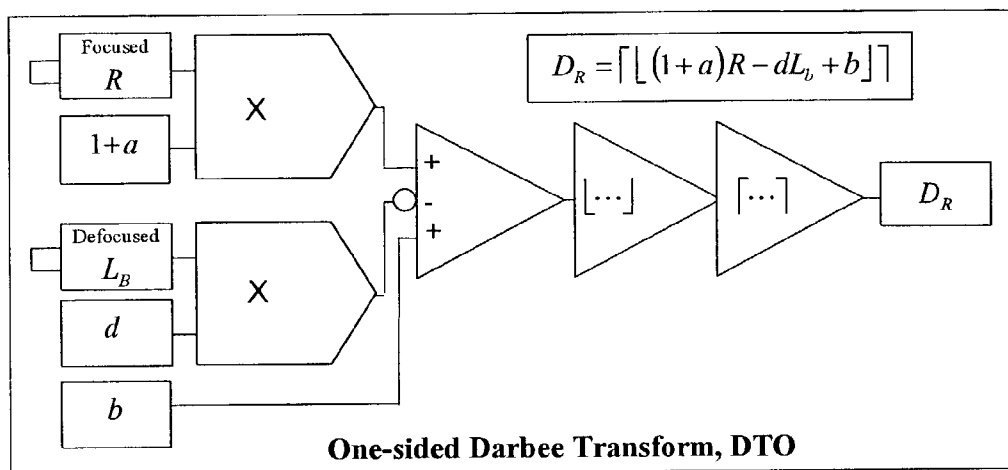 Focused
R
1+a
X
D_R = ⌈⌊(1+a)R − dL_b + b⌋⌉
+
-
+
⌊...⌋
⌈...⌉
D_R
Defocused
L_B
X
d
b
One-sided Darbee Transform, DTO